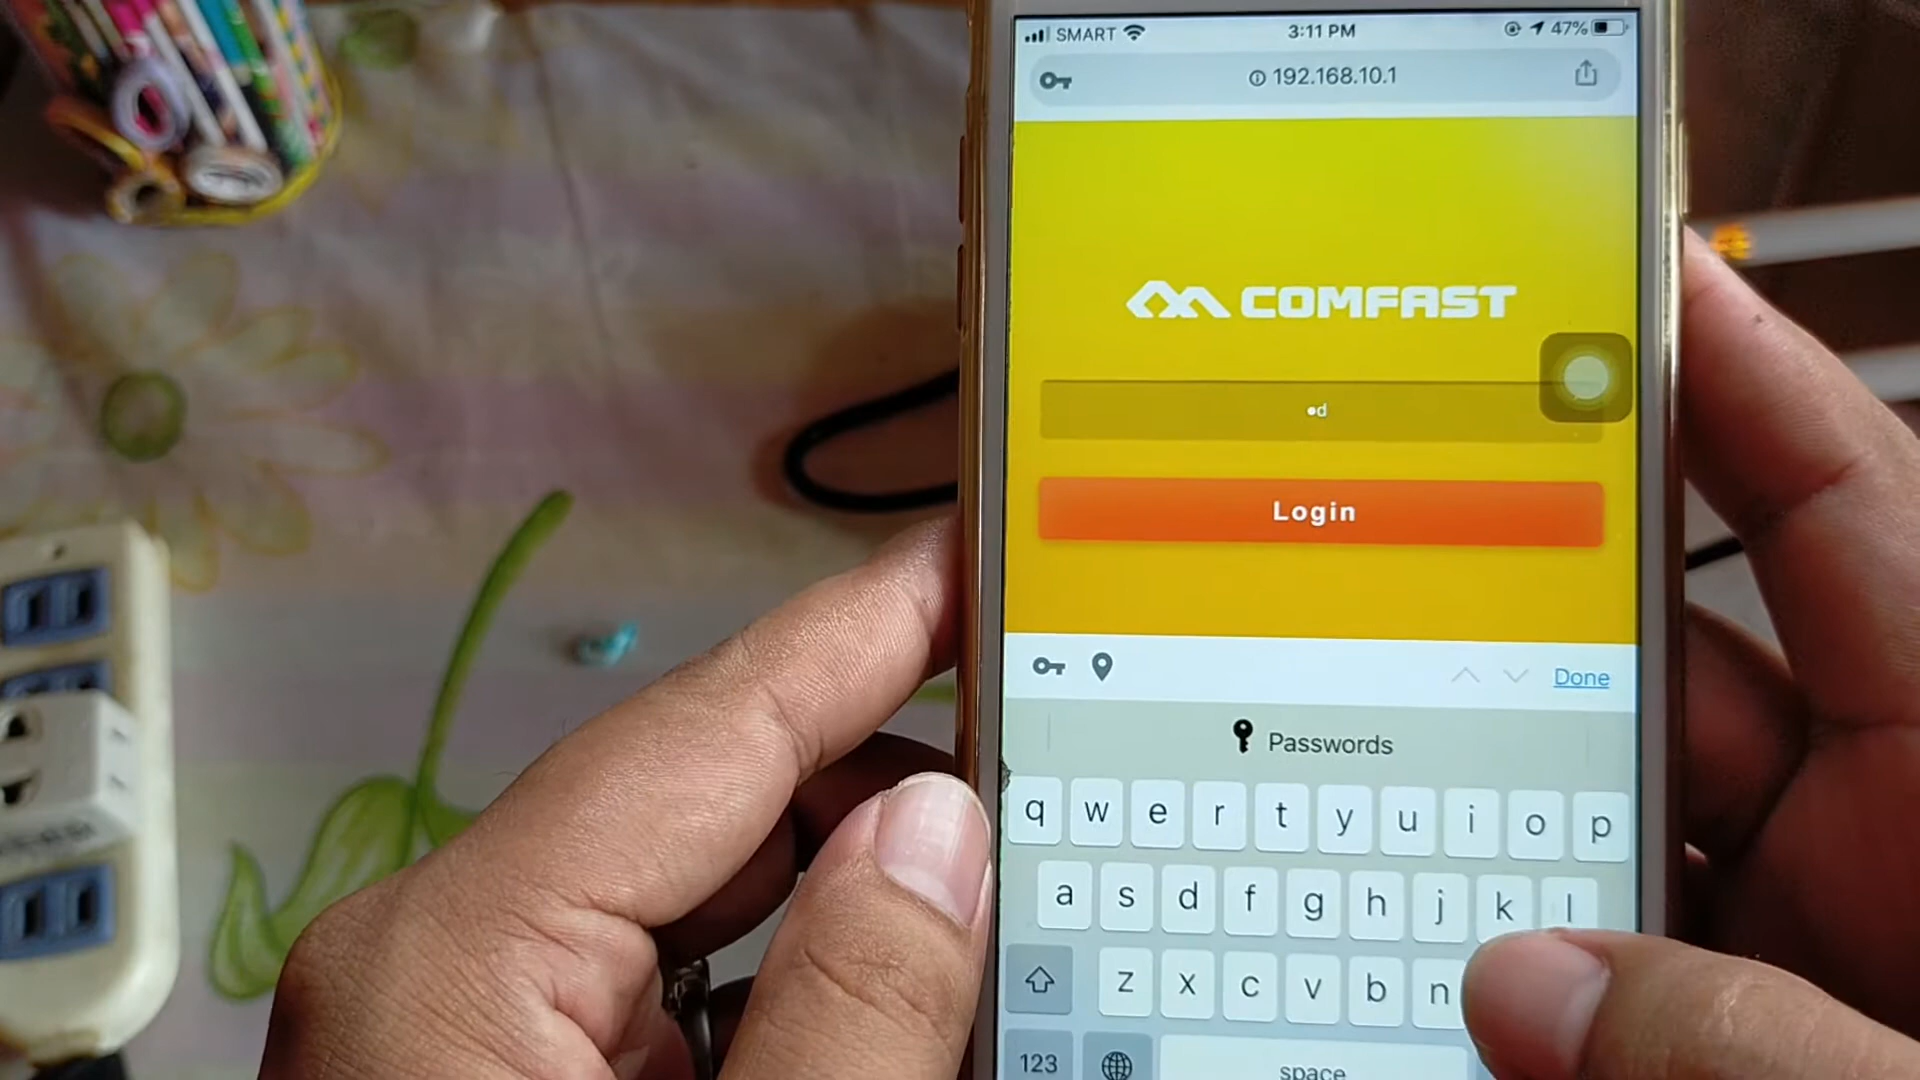 SMART 3:11 PM 47%
192.168.10.1
COMFAST
•d
Login
Done
Passwords
q w e r t y u i o p
a s d f g h j k l
z x c v b n
123 space